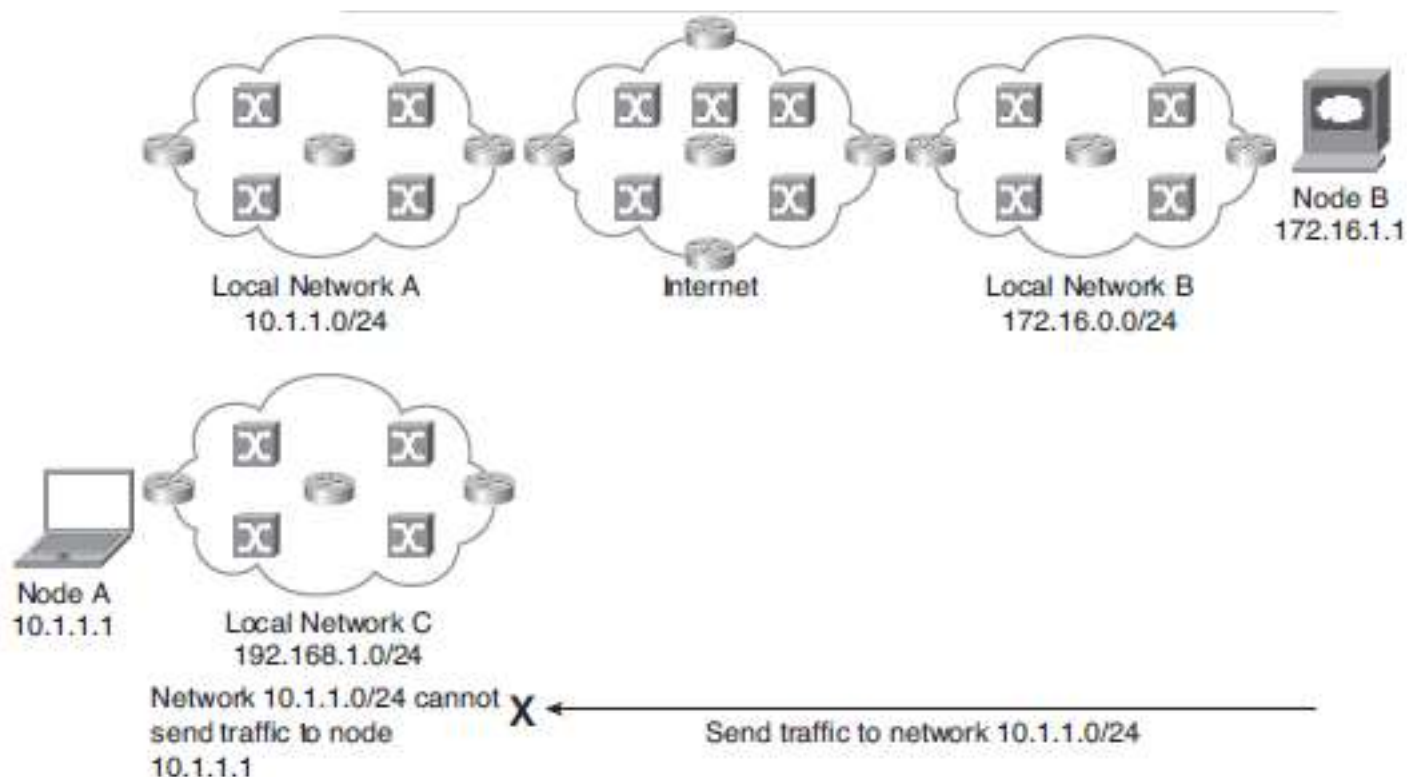 Node B
172.16.1.1
Local Network A
10.1.1.0/24
Internet
Local Network B
172.16.0.0/24
Node A
10.1.1.1
Local Network C
192.168.1.0/24
Network 10.1.1.0/24 cannot
send traffic to node
10.1.1.1
X
Send traffic to network 10.1.1.0/24